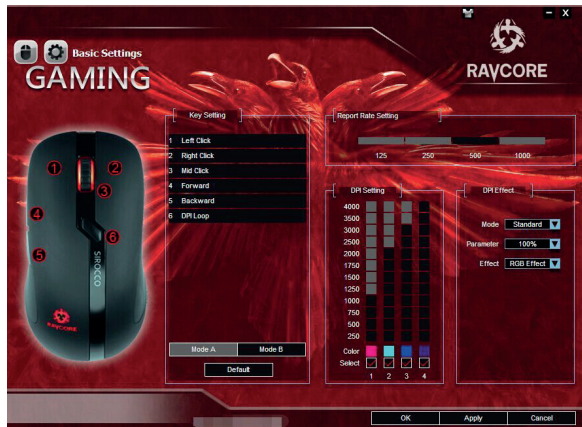 - X
Basic Settings
GAMING
RAVCORE
Key Setting
1 Left Click
2 Right Click
3 Mid Click
4 Forward
5 Backward
6 DPI Loop
Mode A Mode B
Default
1 2
3
4
5
6
SIROCCO
RAVCORE
Report Rate Setting
125 250 500 1000
DPI Setting
4000
3500
3000
2500
2000
1750
1500
1250
1000
750
500
250
Color
Select
1 2 3 4
DPI Effect
Mode Standard
Parameter 100%
Effect RGB Effect
OK Apply Cancel